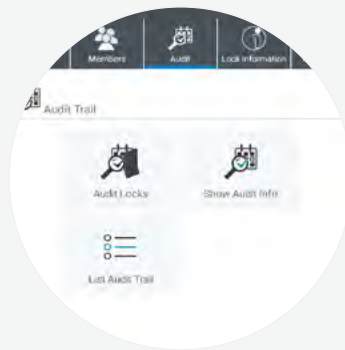 Members Audit Lock Information
Audit Trail
Audit Locks Show Audit Info
List Audit Trail